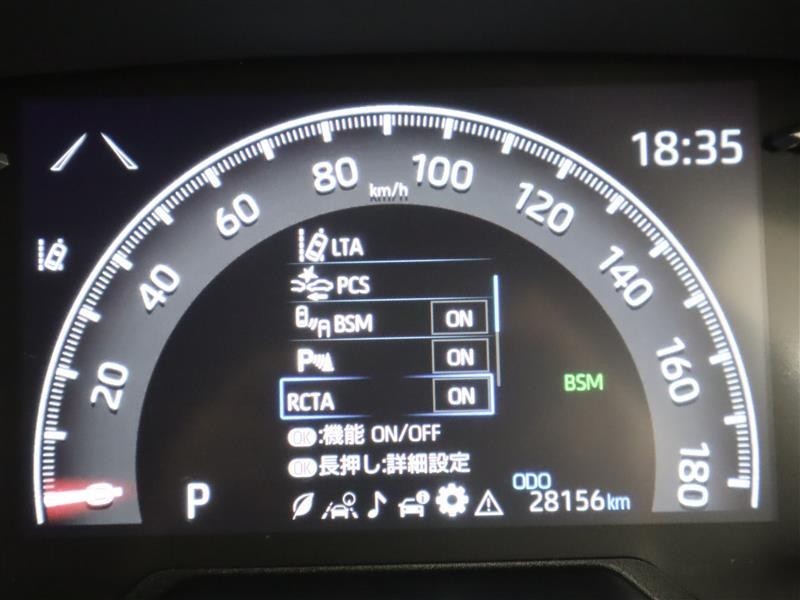 18:35
80 km/h 100
60 120
40 140
20 160
180
LTA
PCS
BSM ON
P ON
RCTA ON
BSM
OK:機能 ON/OFF
OK長押し:詳細設定
P
ODO
28156km